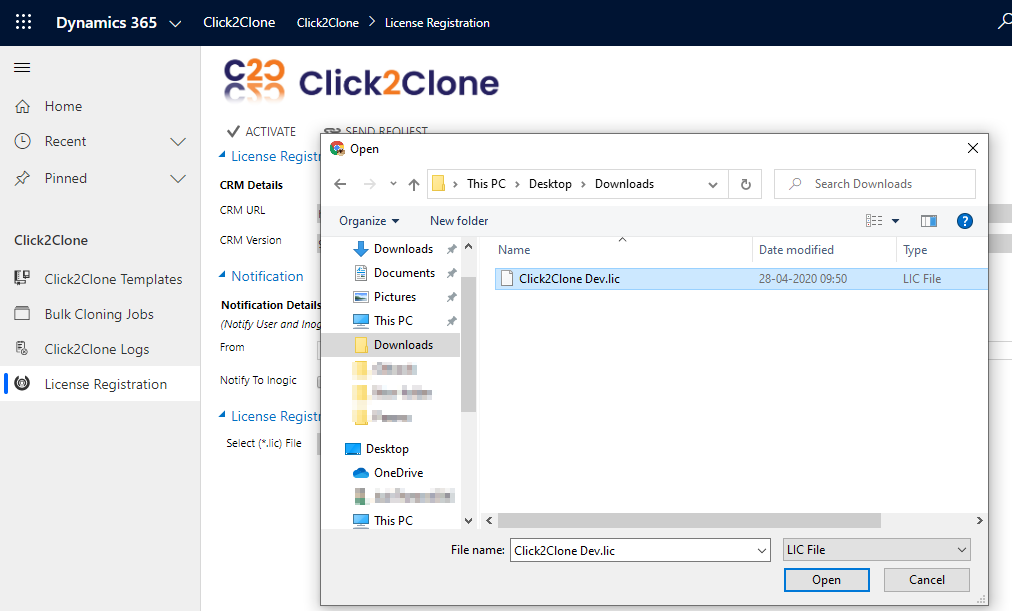 Dynamics 365
Click2Clone
Click2Clone > License Registration
Home
Recent
Pinned
Click2Clone
Click2Clone Templates
Bulk Cloning Jobs
Click2Clone Logs
License Registration
C2C
Click2Clone
ACTIVATE
SEND REQUEST
License Registr
CRM Details
CRM URL
CRM Version
Notification
Notification Details
(Notify User and Inog
From
Notify To Inogic
License Registr
Select (*.lic) File
Open
This PC > Desktop > Downloads
Search Downloads
Organize
New folder
Downloads
Documents
Pictures
This PC
Downloads
Desktop
OneDrive
This PC
Name
Date modified
Type
Click2Clone Dev.lic
28-04-2020 09:50
LIC File
File name:
Click2Clone Dev.lic
LIC File
Open
Cancel